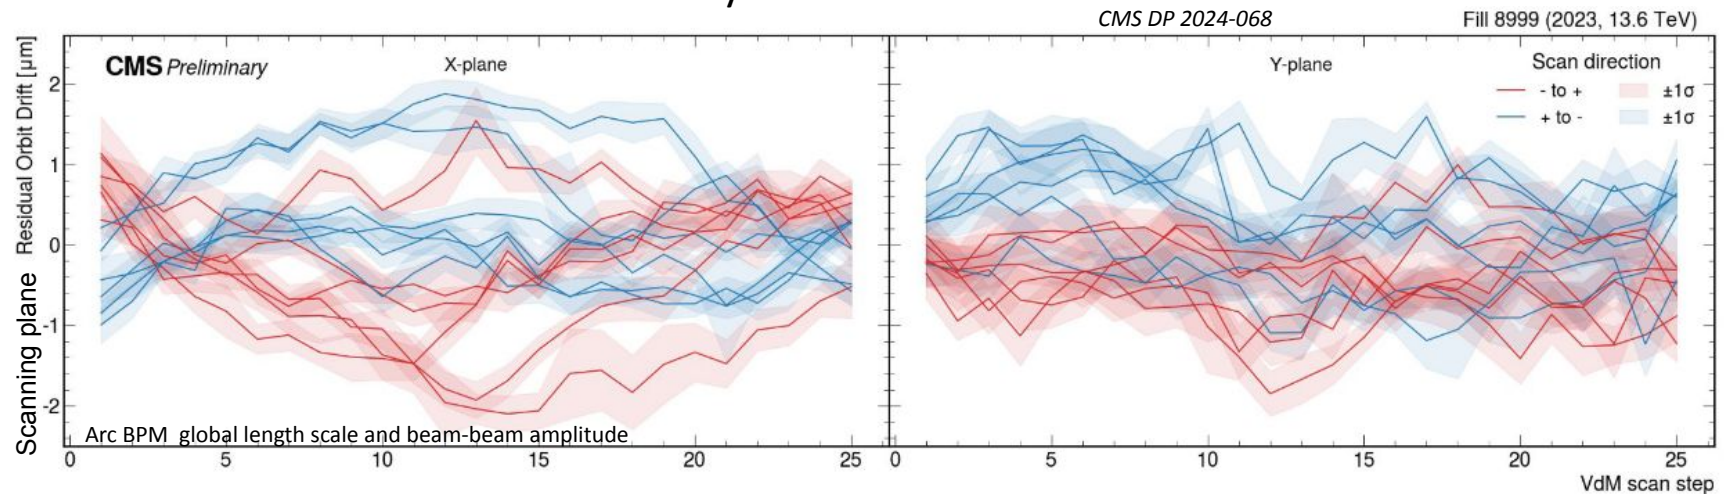 CMS DP 2024-068
Fill 8999 (2023, 13.6 TeV)
CMS Preliminary
X-plane
Y-plane
Scan direction
- to +
±1σ
+ to -
±1σ
Residual Orbit Drift [μm]
Scanning plane
2
1
0
-1
-2
Arc BPM global length scale and beam-beam amplitude
0 5 10 15 20 25
0 5 10 15 20 25
VdM scan step